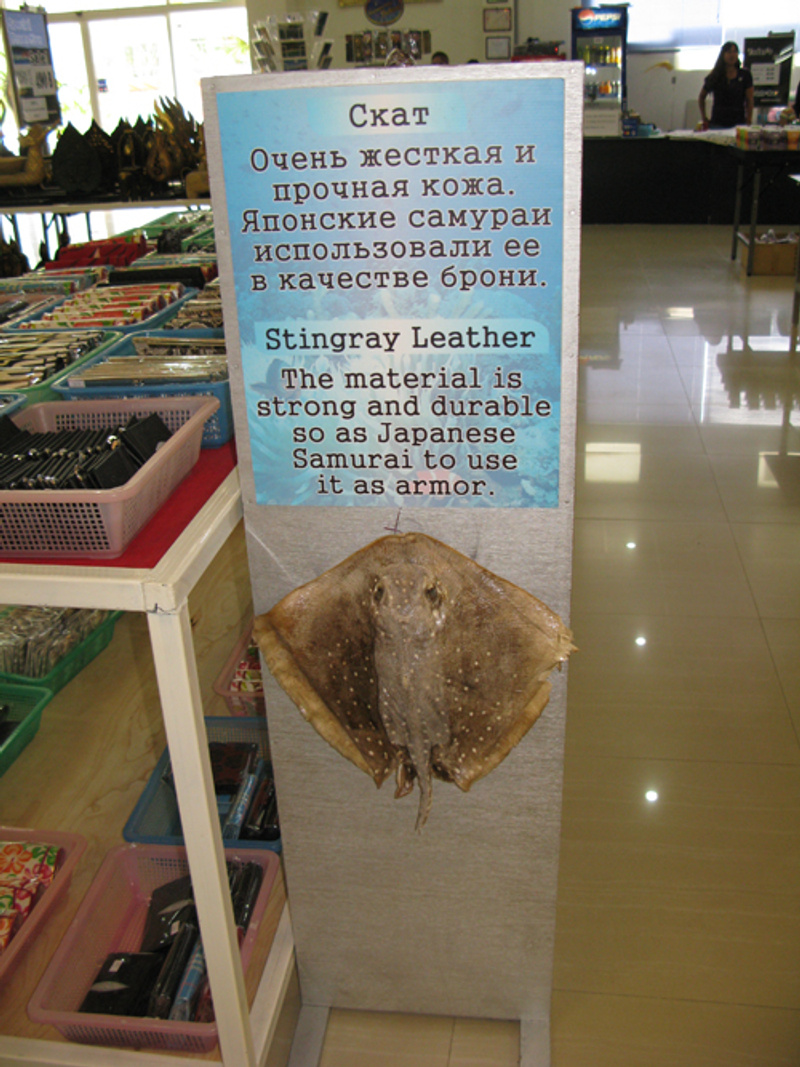 Скат
Очень жесткая и
прочная кожа.
Японские самураи
использовали ее
в качестве брони.
Stingray Leather
The material is
strong and durable
so as Japanese
Samurai to use
it as armor.
PEPSI